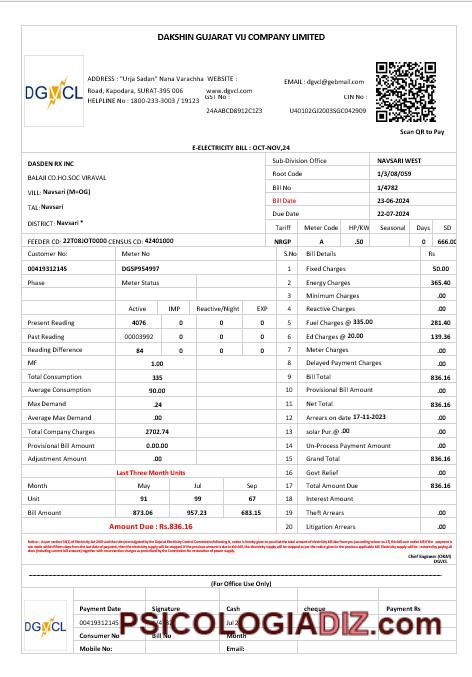 DAKSHIN GUJARAT VIJ COMPANY LIMITED
DGVCL
ADDRESS : "Urja Sadan" Nana Varachha
Road, Kapodara, SURAT-395 006
HELPLINE No : 1800-233-3003 / 19123
WEBSITE :
www.dgvcl.com
GST No :
24AABCD8912C1Z3
EMAIL : dgvcl@gebmail.com
CIN No :
U40102GJ2003SGC042909
Scan QR to Pay
E-ELECTRICITY BILL : OCT-NOV,24
DASDEN RX INC
BALAJI CO.HO.SOC VIRAVAL
VILL: Navsri (M+OG)
TAL: Navsari
DISTRICT: Navsri *
Sub-Division Office NAVSARI WEST
Root Code 1/3/08/059
Bill No 1/4782
Bill Date 23-06-2024
Due Date 22-07-2024
Tariff Meter Code HP/KW Seasonal Days SD
FEEDER CD: 22T08JOT0000 CENSUS CD: 42401000 NRGP A .50 0 666.00
Customer No: Meter No S.No Bill Details Rs
00419312145 DGSP954997 1 Fixed Charges 50.00
Phase Meter Status 2 Energy Charges 365.40
3 Minimum Charges .00
Active IMP Reactive/Night EXP 4 Reactive Charges .00
Present Reading 4076 0 0 0 5 Fuel Charges @ 335.00 281.40
Past Reading 00003992 0 0 0 6 Ed Charges @ 20.00 139.36
Reading Difference 84 0 0 0 7 Meter Charges .00
MF 1.00 8 Delayed Payment Charges .00
Total Consumption 335 9 Bill Total 836.16
Average Consumption 90.00 10 Provisional Bill Amount .00
Max Demand .24 11 Net Total 836.16
Average Max Demand .00 12 Arrears on date 17-11-2023 .00
Total Company Charges 2702.74 13 solar Pur.@ .00 .00
Provisional Bill Amount 0.00.00 14 Un-Process Payment Amount .00
Adjustment Amount .00 15 Grand Total 836.16
Last Three Month Units 16 Govt Relief .00
Month May Jul Sep 17 Total Amount Due 836.16
Unit 91 99 67 18 Interest Amount
Bill Amount 873.06 957.23 683.15 19 Theft Arrears .00
Amount Due : Rs.836.16 20 Litigation Arrears .00
Chief Engineer (O&M)
DGVCL
(For Office Use Only)
DGVCL
Payment Date Signature Cash cheque Payment Rs
00419312145
Consumer No Bill No Month
Mobile No: Email:
PSICOLOGIADIZ.com